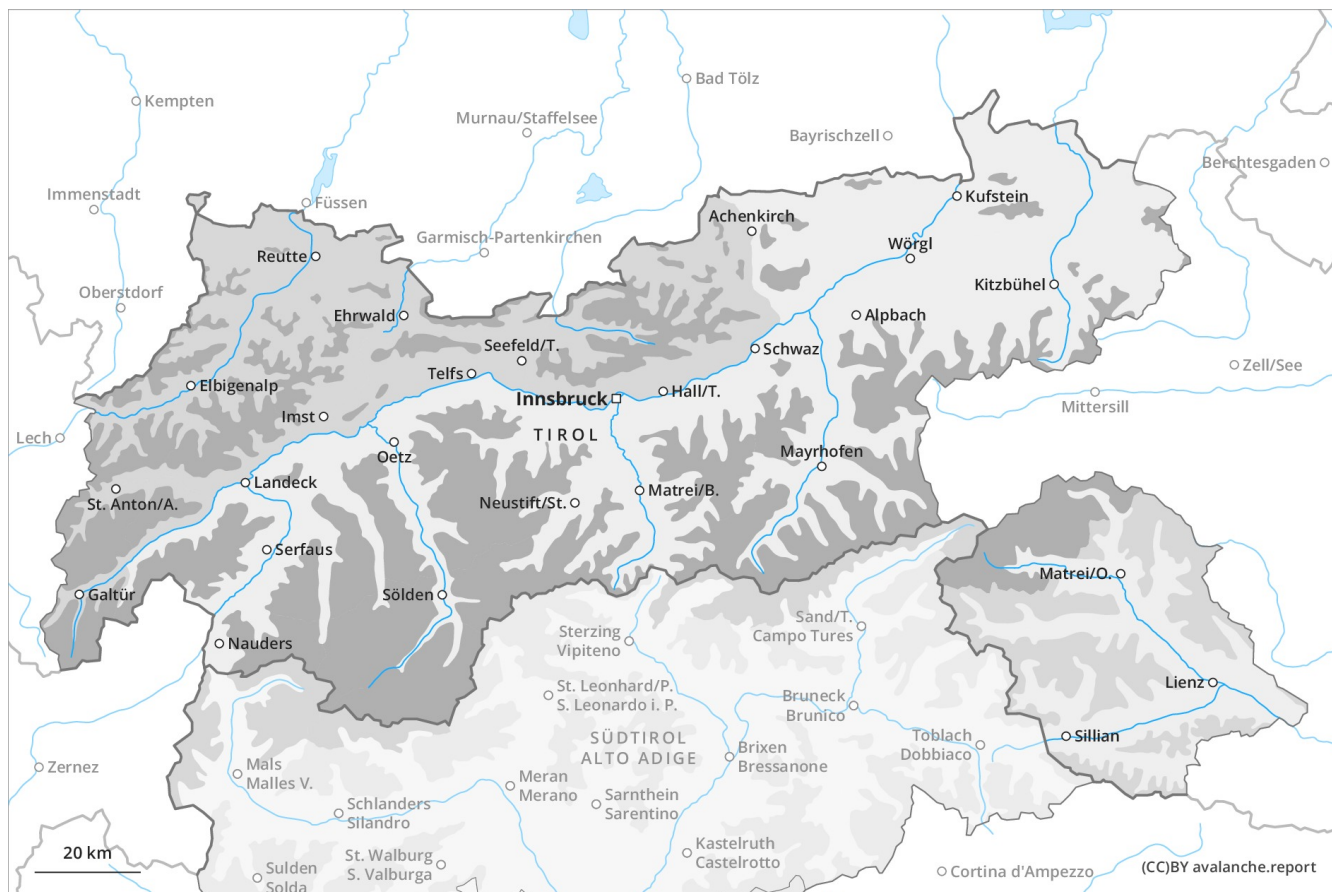 Kempten
Bad Tölz
Murnau/Staffelsee
Bayrischzell
Berchtesgaden
Immenstadt
Füssen
Kufstein
Achenkirch
Garmisch-Partenkirchen
Wörgl
Reutte
Kitzbühel
Oberstdorf
Ehrwald
Alpbach
Seefeld/T.
Schwaz
Zell/See
Telfs
Elbigenalp
Innsbruck
Hall/T.
Mittersill
Imst
Lech
TIROL
Oetz
Mayrhofen
Landeck
St. Anton/A.
Neustift/St.
Matrei/B.
Serfaus
Matrei/O.
Galtür
Sölden
Sterzing
Vipiteno
Sand/T.
Campo Tures
Nauders
St. Leonhard/P.
S. Leonardo i. P.
Bruneck
Brunico
Lienz
SÜDTIROL
ALTO ADIGE
Toblach
Dobbiaco
Sillian
Zernez
Mals
Malles V.
Brixen
Bressanone
Meran
Merano
Schlanders
Silandro
Sarnthein
Sarentino
20 km
St. Walburg
S. Valburga
Kastelruth
Castelrotto
Sulden
Solda
Cortina d'Ampezzo
(CC)BY avalanche.report